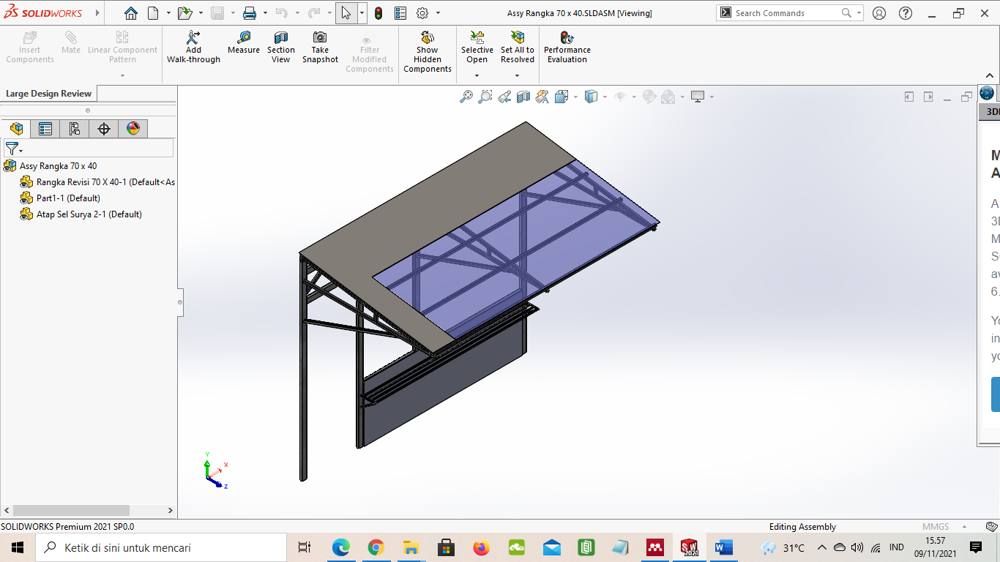 SOLIDWORKS
Assy Rangka 70 x 40.SLDASM [Viewing]
Search Commands
Insert
Components
Mate
Linear Component
Pattern
Add
Walk-through
Measure
Section
View
Take
Snapshot
Filter
Modified
Components
Show
Hidden
Components
Selective
Open
Set All to
Resolved
Performance
Evaluation
Large Design Review
Assy Rangka 70 x 40
Rangka Revisi 70 X 40-1 (Default<As
Part1-1 (Default)
Atap Sel Surya 2-1 (Default)
Y
X
Z
3D
M
A
A
3
M
S
av
6.
Yo
in
yo
SOLIDWORKS Premium 2021 SP0.0
Editing Assembly
MMGS
Ketik di sini untuk mencari
SW
2021
W
31°C
IND
15.57
09/11/2021